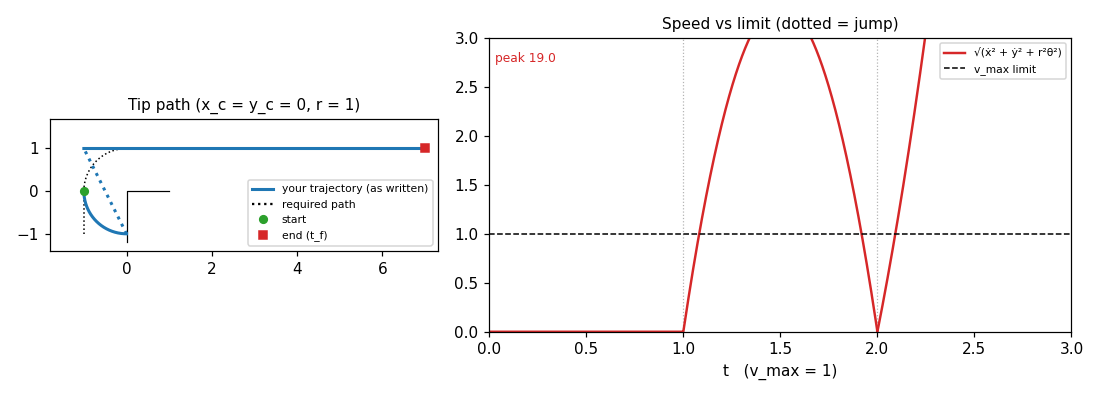 Tip path (x_c = y_c = 0, r = 1)
1
0
−1
0
2
4
6
your trajectory (as written)
required path
start
end (t_f)
Speed vs limit (dotted = jump)
peak 19.0
√(ẋ² + ẏ² + r²θ̇²)
v_max limit
3.0
2.5
2.0
1.5
1.0
0.5
0.0
0.0
0.5
1.0
1.5
2.0
2.5
3.0
t (v_max = 1)